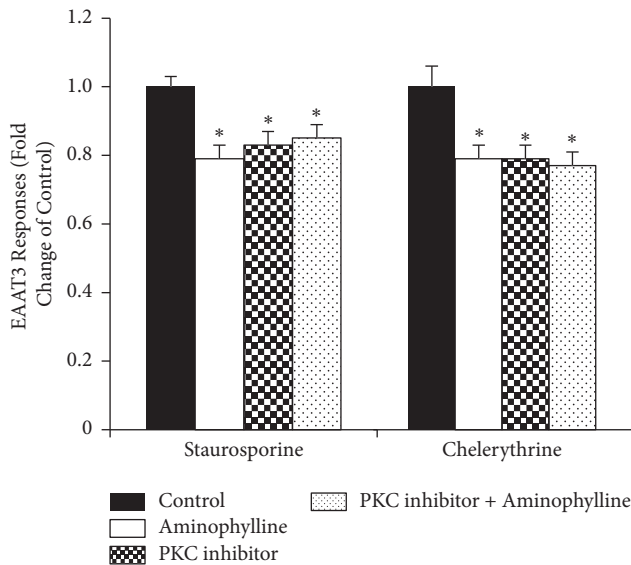 EAAT3 Responses (Fold
Change of Control)
1.2
1.0
0.8
0.6
0.4
0.2
0
* * *
* * *
Staurosporine
Chelerythrine
Control
Aminophylline
PKC inhibitor
PKC inhibitor + Aminophylline